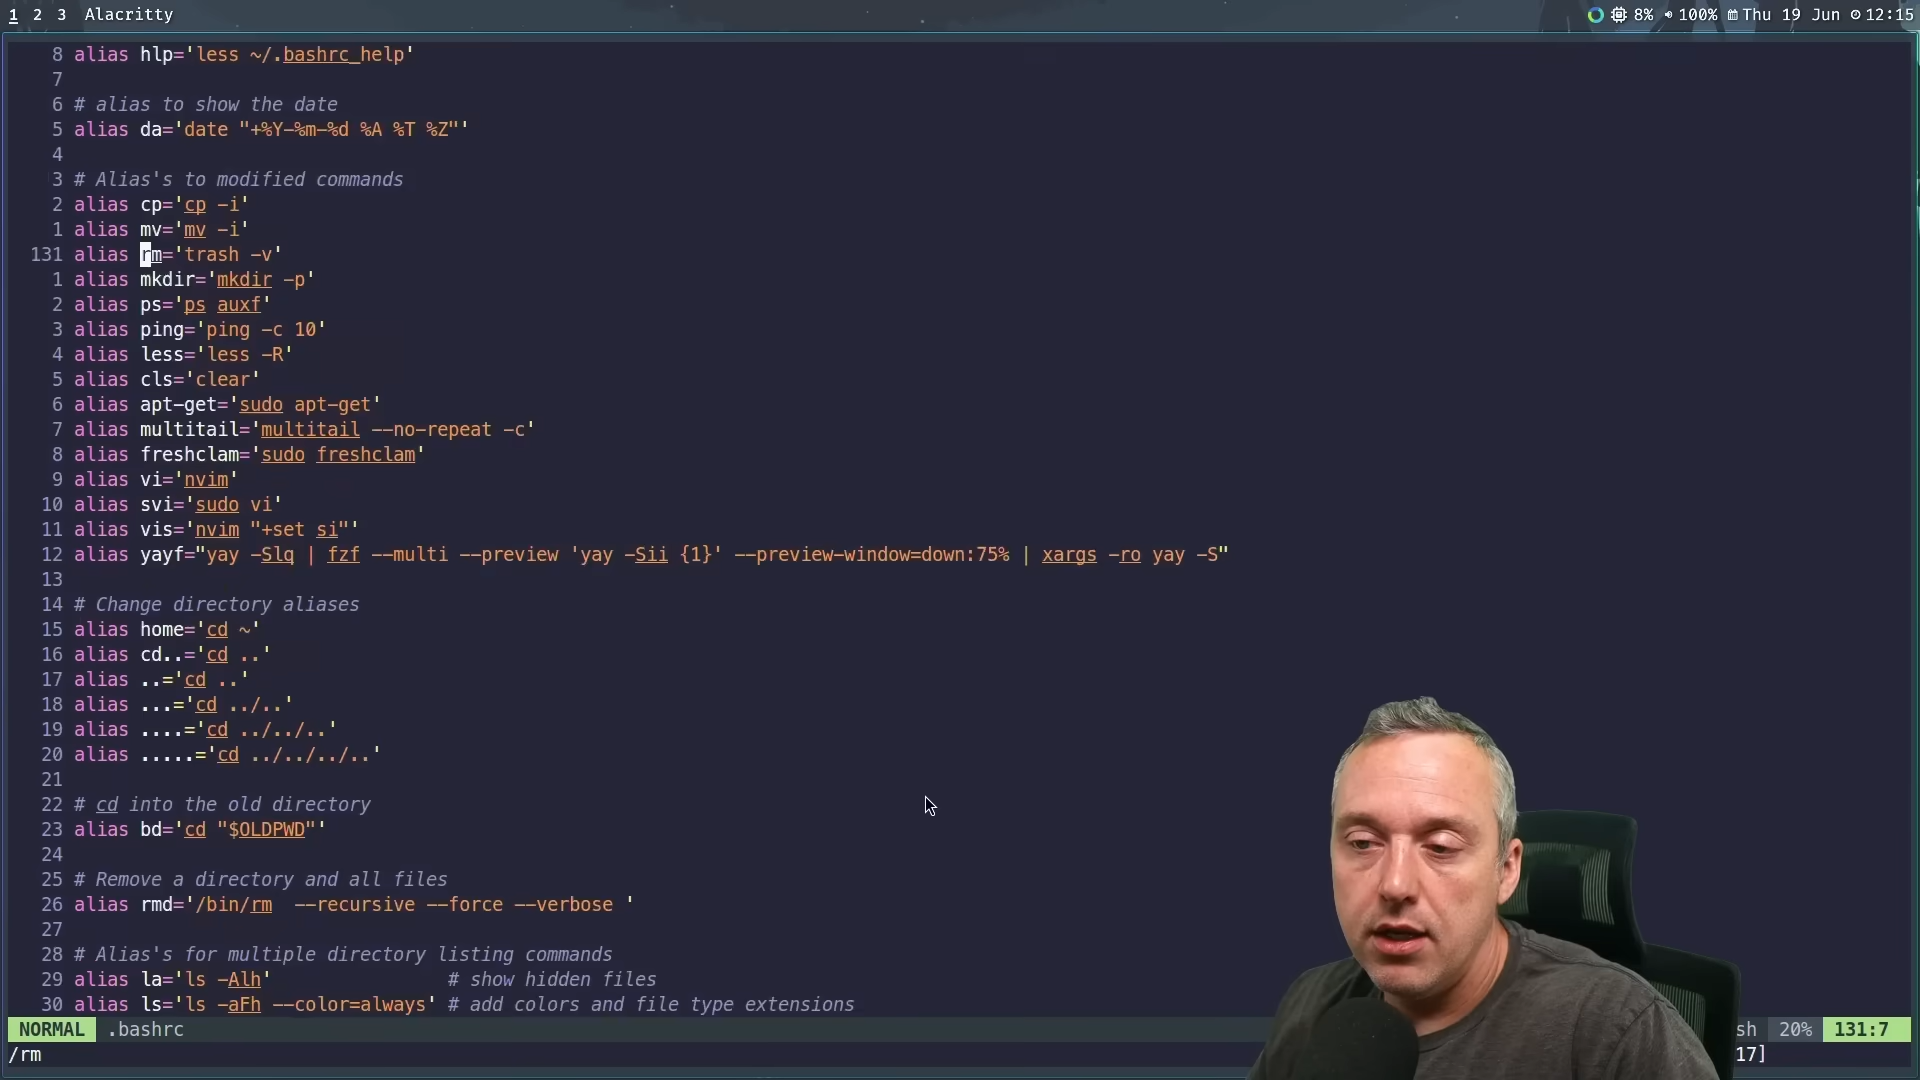 1 2 3 Alacritty 8% 100% Thu 19 Jun 12:15
8 alias hlp='less ~/.bashrc_help'
7
6 # alias to show the date
5 alias da='date "+%Y-%m-%d %A %T %Z"'
4
3 # Alias's to modified commands
2 alias cp='cp -i'
1 alias mv='mv -i'
131 alias rm='trash -v'
1 alias mkdir='mkdir -p'
2 alias ps='ps auxf'
3 alias ping='ping -c 10'
4 alias less='less -R'
5 alias cls='clear'
6 alias apt-get='sudo apt-get'
7 alias multitail='multitail --no-repeat -c'
8 alias freshclam='sudo freshclam'
9 alias vi='nvim'
10 alias svi='sudo vi'
11 alias vis='nvim "+set si"'
12 alias yayf="yay -Slq | fzf --multi --preview 'yay -Sii {1}' --preview-window=down:75% | xargs -ro yay -S"
13
14 # Change directory aliases
15 alias home='cd ~'
16 alias cd..='cd ..'
17 alias ..='cd ..'
18 alias ...='cd ../..'
19 alias ....='cd ../../..'
20 alias .....='cd ../../../..'
21
22 # cd into the old directory
23 alias bd='cd "$OLDPWD"'
24
25 # Remove a directory and all files
26 alias rmd='/bin/rm  --recursive --force --verbose '
27
28 # Alias's for multiple directory listing commands
29 alias la='ls -Alh'                # show hidden files
30 alias ls='ls -aFh --color=always' # add colors and file type extensions
NORMAL .bashrc sh 20% 131:7
/rm 17]